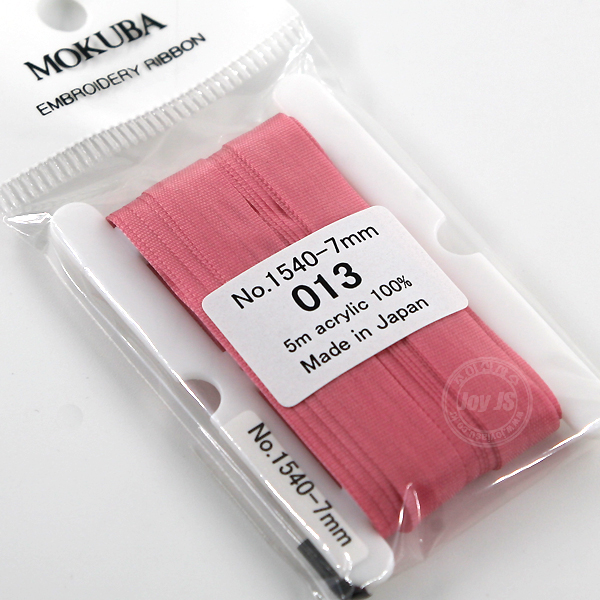 MOKUBA
EMBROIDERY RIBBON
No.1540-7mm
013
5m acrylic 100%
Made in Japan
No.1540-7mm
Joy JS